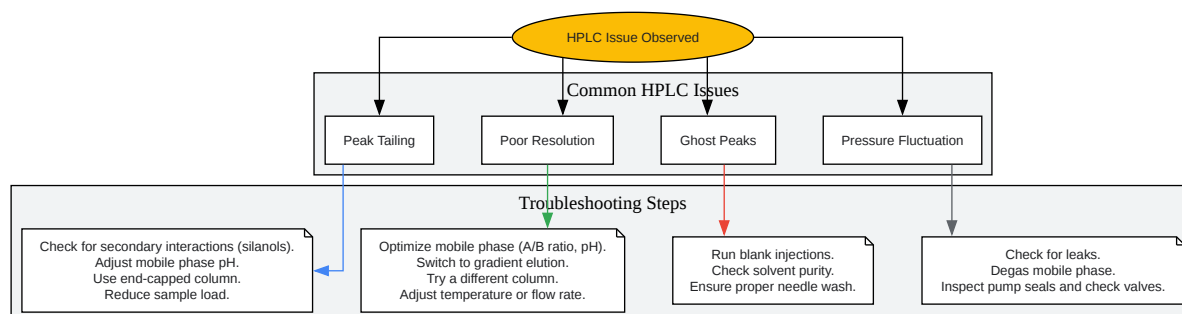 HPLC Issue Observed
Common HPLC Issues
Peak Tailing
Poor Resolution
Ghost Peaks
Pressure Fluctuation
Troubleshooting Steps
Check for secondary interactions (silanols).
Adjust mobile phase pH.
Use end-capped column.
Reduce sample load.
Optimize mobile phase (A/B ratio, pH).
Switch to gradient elution.
Try a different column.
Adjust temperature or flow rate.
Run blank injections.
Check solvent purity.
Ensure proper needle wash.
Check for leaks.
Degas mobile phase.
Inspect pump seals and check valves.